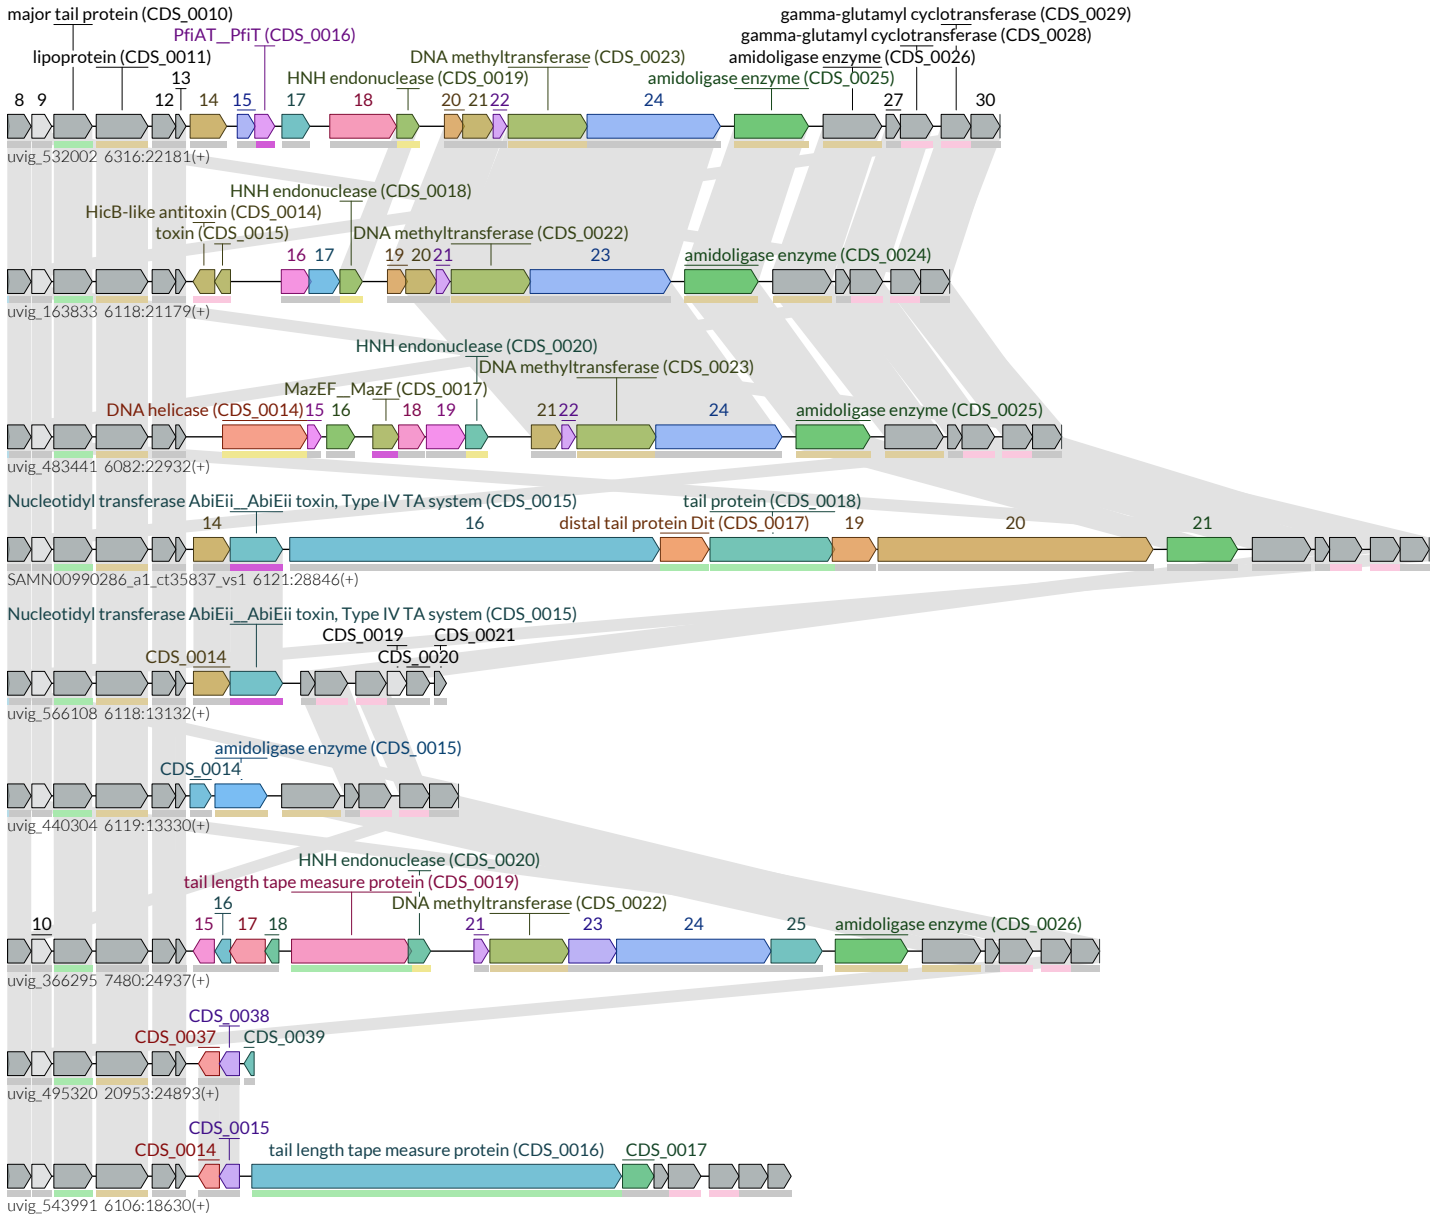 major tail protein (CDS_0010)
gamma-glutamyl cyclotransferase (CDS_0029)
PfiAT__PfiT (CDS_0016)
gamma-glutamyl cyclotransferase (CDS_0028)
lipoprotein (CDS_0011)
DNA methyltransferase (CDS_0023)
amidoligase enzyme (CDS_0026)
13
HNH endonuclease (CDS_0019)
amidoligase enzyme (CDS_0025)
8 9 12 14 15 17 18 20 21 22 24 27 30
uvig_532002 6316:22181(+)
HNH endonuclease (CDS_0018)
HicB-like antitoxin (CDS_0014)
toxin (CDS_0015)
DNA methyltransferase (CDS_0022)
16 17 19 20 21 23 amidoligase enzyme (CDS_0024)
uvig_163833 6118:21179(+)
HNH endonuclease (CDS_0020)
DNA methyltransferase (CDS_0023)
MazEF__MazF (CDS_0017)
DNA helicase (CDS_0014) 15 16 18 19 21 22 24 amidoligase enzyme (CDS_0025)
uvig_483441 6082:22932(+)
Nucleotidyl transferase AbiEii__AbiEii toxin, Type IV TA system (CDS_0015) tail protein (CDS_0018)
14 16 distal tail protein Dit (CDS_0017) 19 20 21
SAMN00990286_a1_ct35837_vs1 6121:28846(+)
Nucleotidyl transferase AbiEii__AbiEii toxin, Type IV TA system (CDS_0015)
CDS_0019 CDS_0021
CDS_0014 CDS_0020
uvig_566108 6118:13132(+)
amidoligase enzyme (CDS_0015)
CDS_0014
uvig_440304 6119:13330(+)
HNH endonuclease (CDS_0020)
tail length tape measure protein (CDS_0019)
16 DNA methyltransferase (CDS_0022)
10 15 17 18 21 23 24 25 amidoligase enzyme (CDS_0026)
uvig_366295 7480:24937(+)
CDS_0038
CDS_0037 CDS_0039
uvig_495320 20953:24893(+)
CDS_0015
CDS_0014 tail length tape measure protein (CDS_0016) CDS_0017
uvig_543991 6106:18630(+)